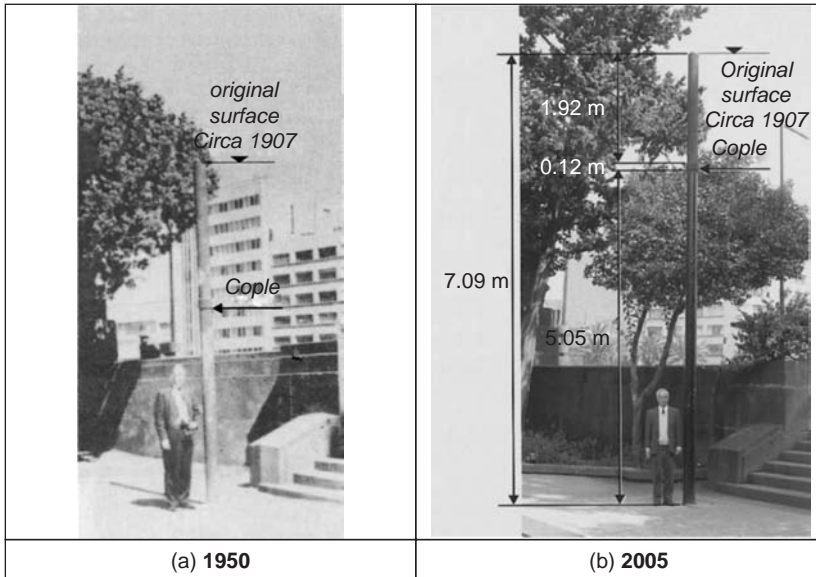 original
surface
Circa 1907
Cople
Original
surface
Circa 1907
1.92 m
Cople
0.12 m
7.09 m
5.05 m
(a) 1950
(b) 2005